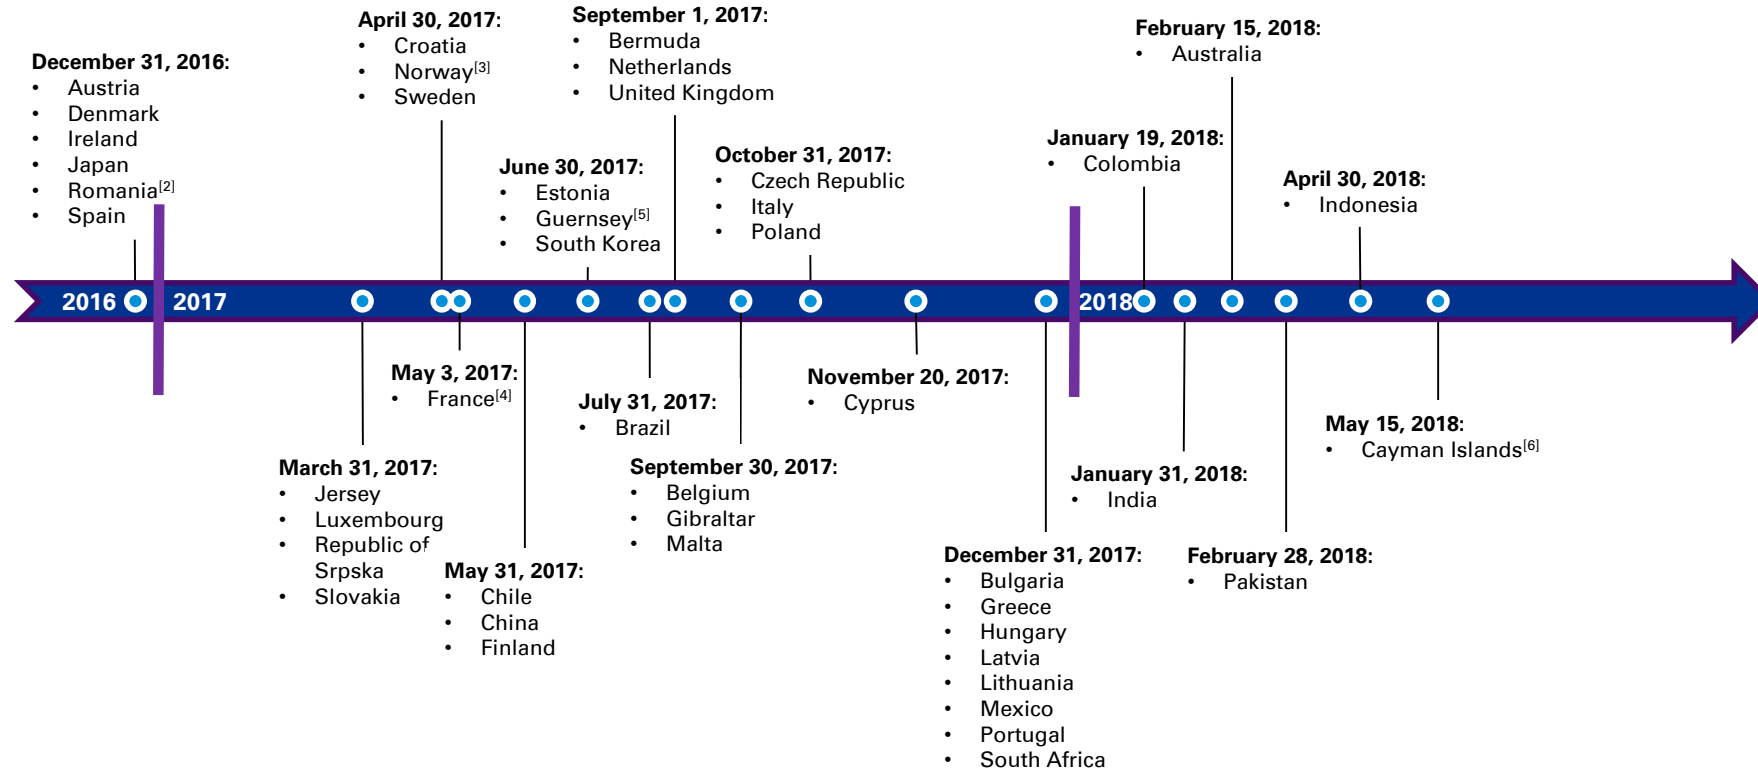 December 31, 2016:
• Austria
• Denmark
• Ireland
• Japan
• Romania[2]
• Spain
April 30, 2017:
• Croatia
• Norway[3]
• Sweden
June 30, 2017:
• Estonia
• Guernsey[5]
• South Korea
September 1, 2017:
• Bermuda
• Netherlands
• United Kingdom
October 31, 2017:
• Czech Republic
• Italy
• Poland
January 19, 2018:
• Colombia
February 15, 2018:
• Australia
April 30, 2018:
• Indonesia
2016
2017
2018
March 31, 2017:
• Jersey
• Luxembourg
• Republic of
Srpska
• Slovakia
May 3, 2017:
• France[4]
May 31, 2017:
• Chile
• China
• Finland
July 31, 2017:
• Brazil
September 30, 2017:
• Belgium
• Gibraltar
• Malta
November 20, 2017:
• Cyprus
December 31, 2017:
• Bulgaria
• Greece
• Hungary
• Latvia
• Lithuania
• Mexico
• Portugal
• South Africa
January 31, 2018:
• India
February 28, 2018:
• Pakistan
May 15, 2018:
• Cayman Islands[6]